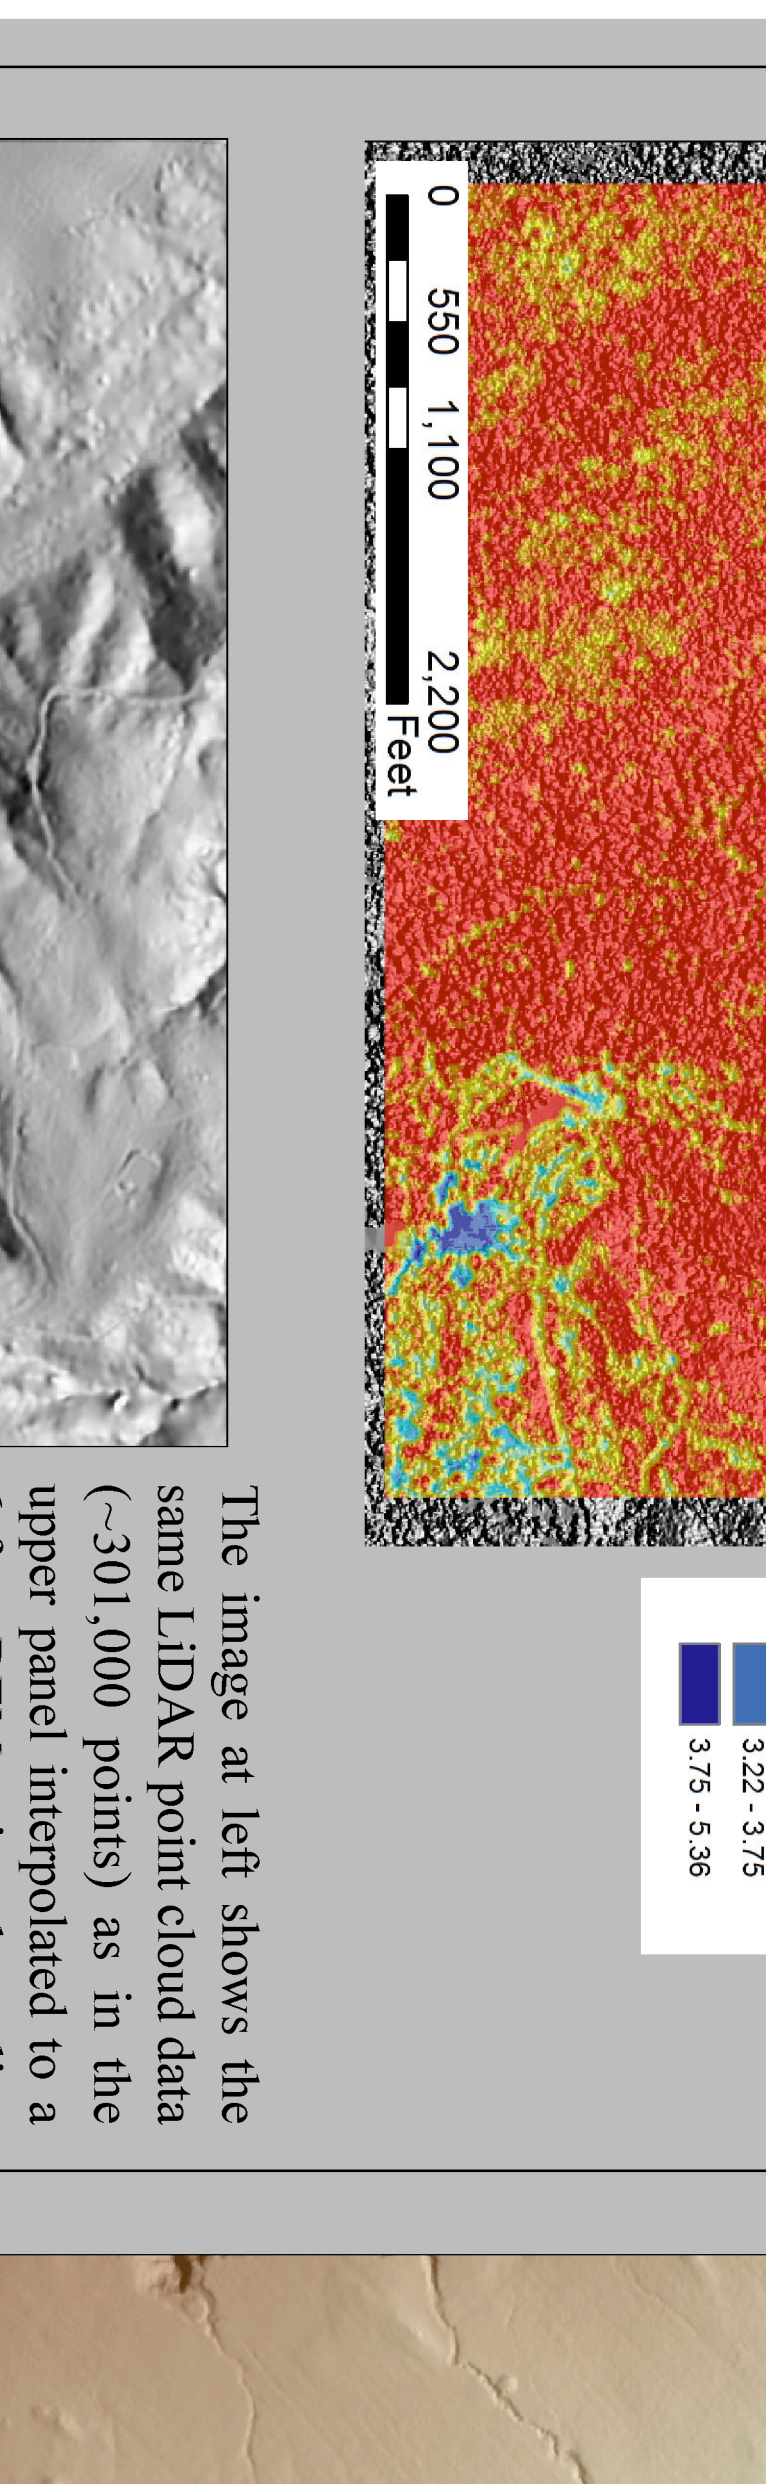 0 550 1,100 2,200
Feet
3.22 - 3.75
3.75 - 5.36
The image at left shows the
same LiDAR point cloud data
(~301,000 points) as in the
upper panel interpolated to a